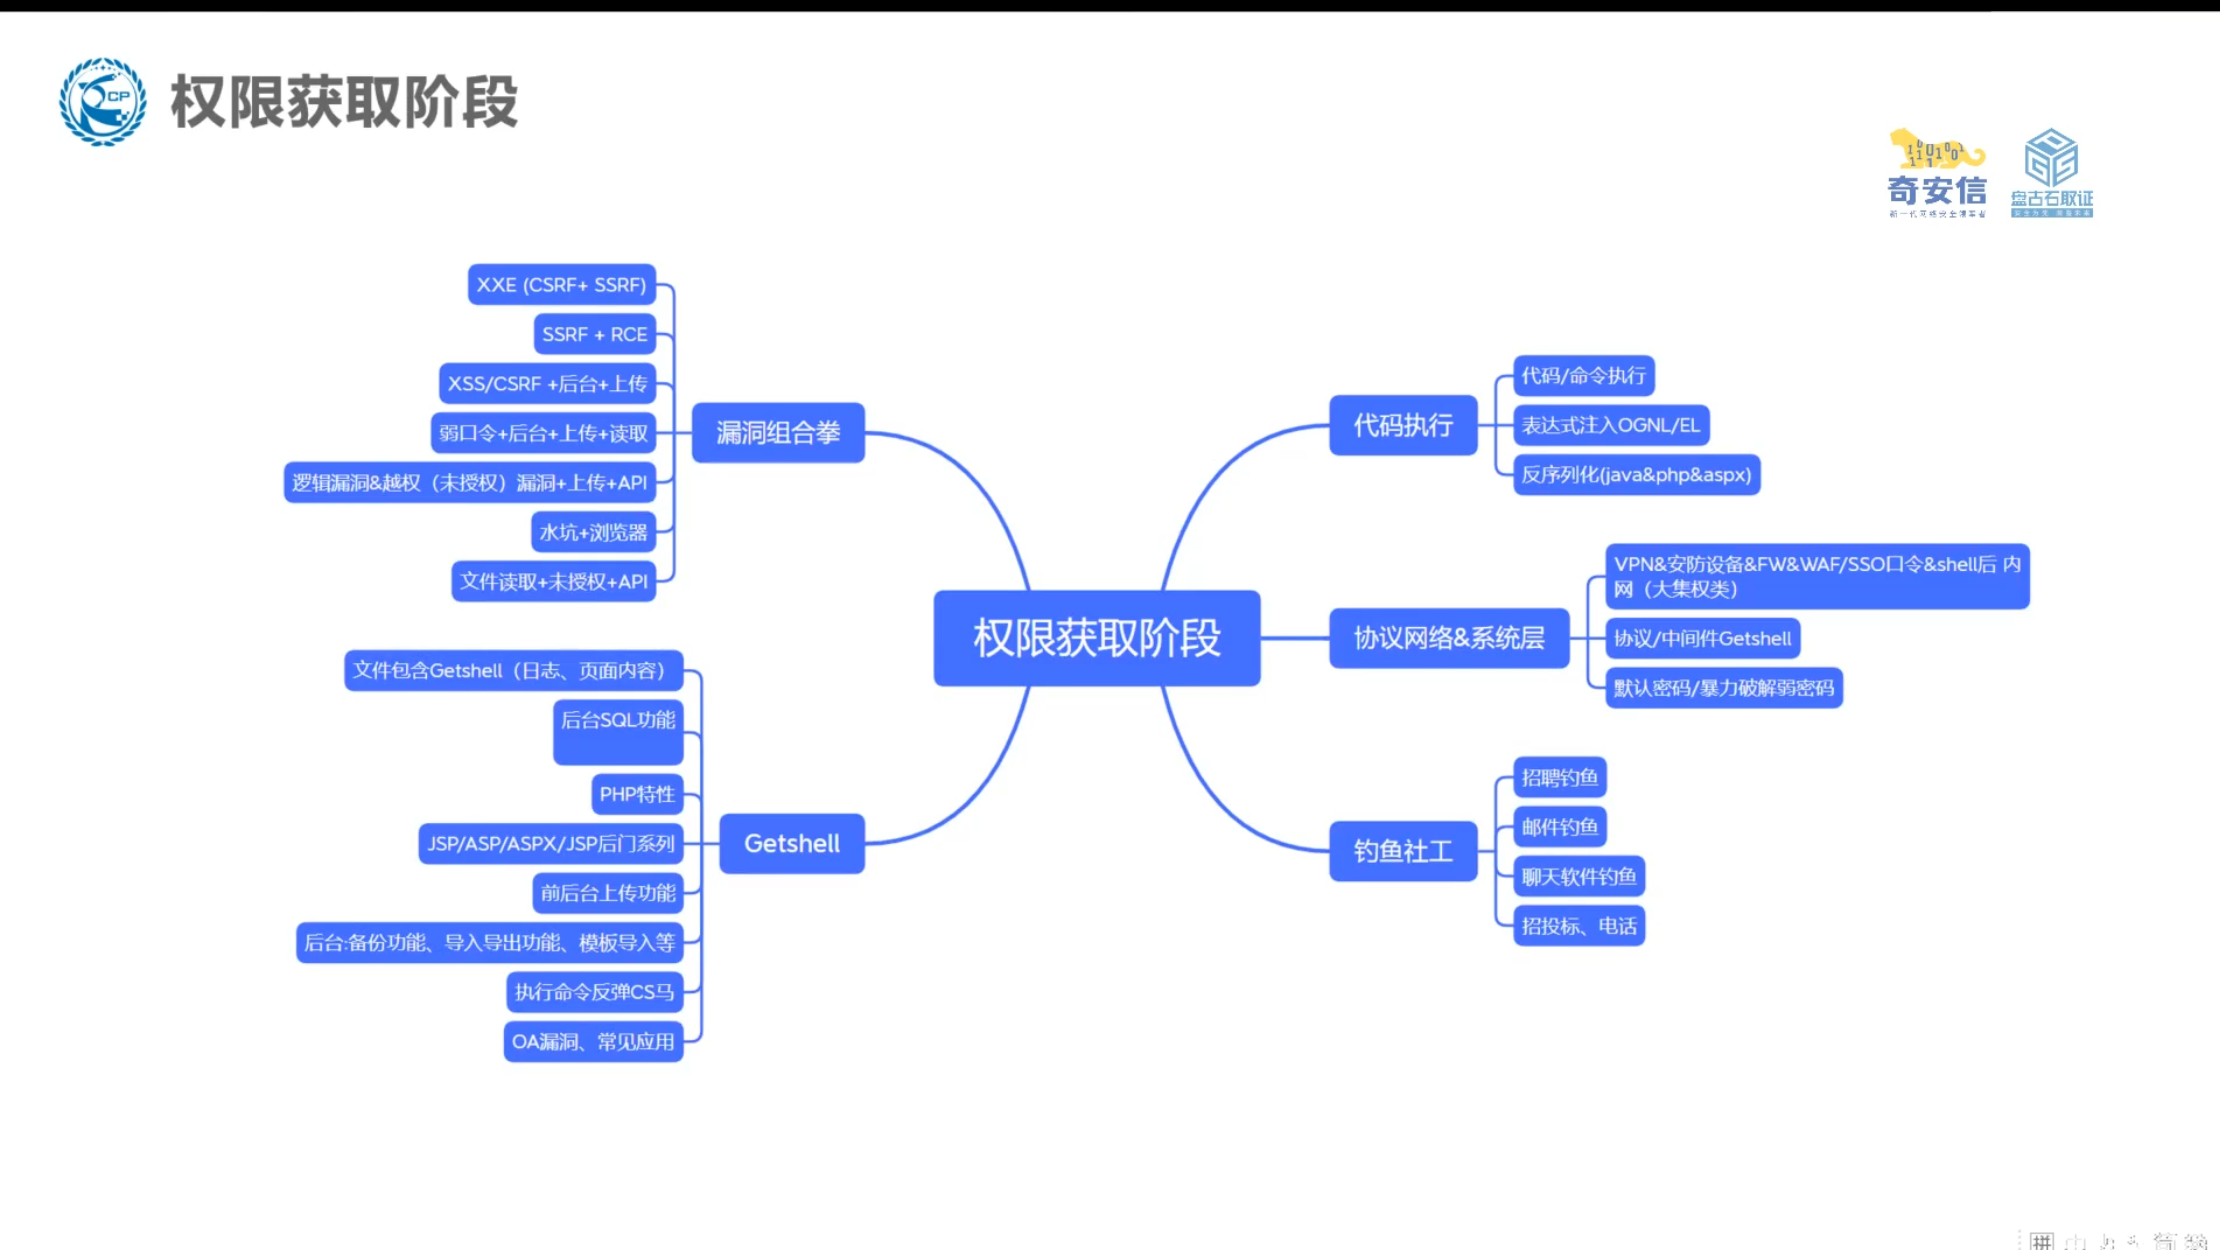 权限获取阶段
CP
奇安信
新一代网络安全领军者
盘古石取证
XXE (CSRF+ SSRF)
SSRF + RCE
XSS/CSRF +后台+上传
弱口令+后台+上传+读取
逻辑漏洞&越权（未授权）漏洞+上传+API
水坑+浏览器
文件读取+未授权+API
漏洞组合拳
文件包含Getshell（日志、页面内容）
后台SQL功能
PHP特性
JSP/ASP/ASPX/JSP后门系列
前后台上传功能
后台:备份功能、导入导出功能、模板导入等
执行命令反弹CS马
OA漏洞、常见应用
Getshell
权限获取阶段
代码执行
代码/命令执行
表达式注入OGNL/EL
反序列化(java&php&aspx)
协议网络&系统层
VPN&安防设备&FW&WAF/SSO口令&shell后 内
网（大集权类）
协议/中间件Getshell
默认密码/暴力破解弱密码
钓鱼社工
招聘钓鱼
邮件钓鱼
聊天软件钓鱼
招投标、电话
拼